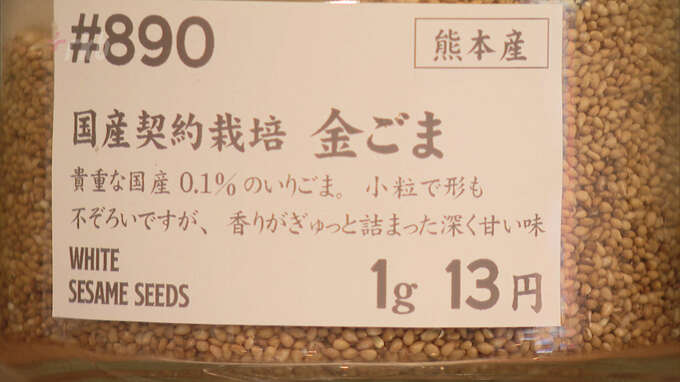 #890
熊本産
国産契約栽培 金ごま
貴重な国産0.1%のいりごま。小粒で形も
不ぞろいですが、香りがぎゅっと詰まった深く甘い味
WHITE
SESAME SEEDS
1g 13円